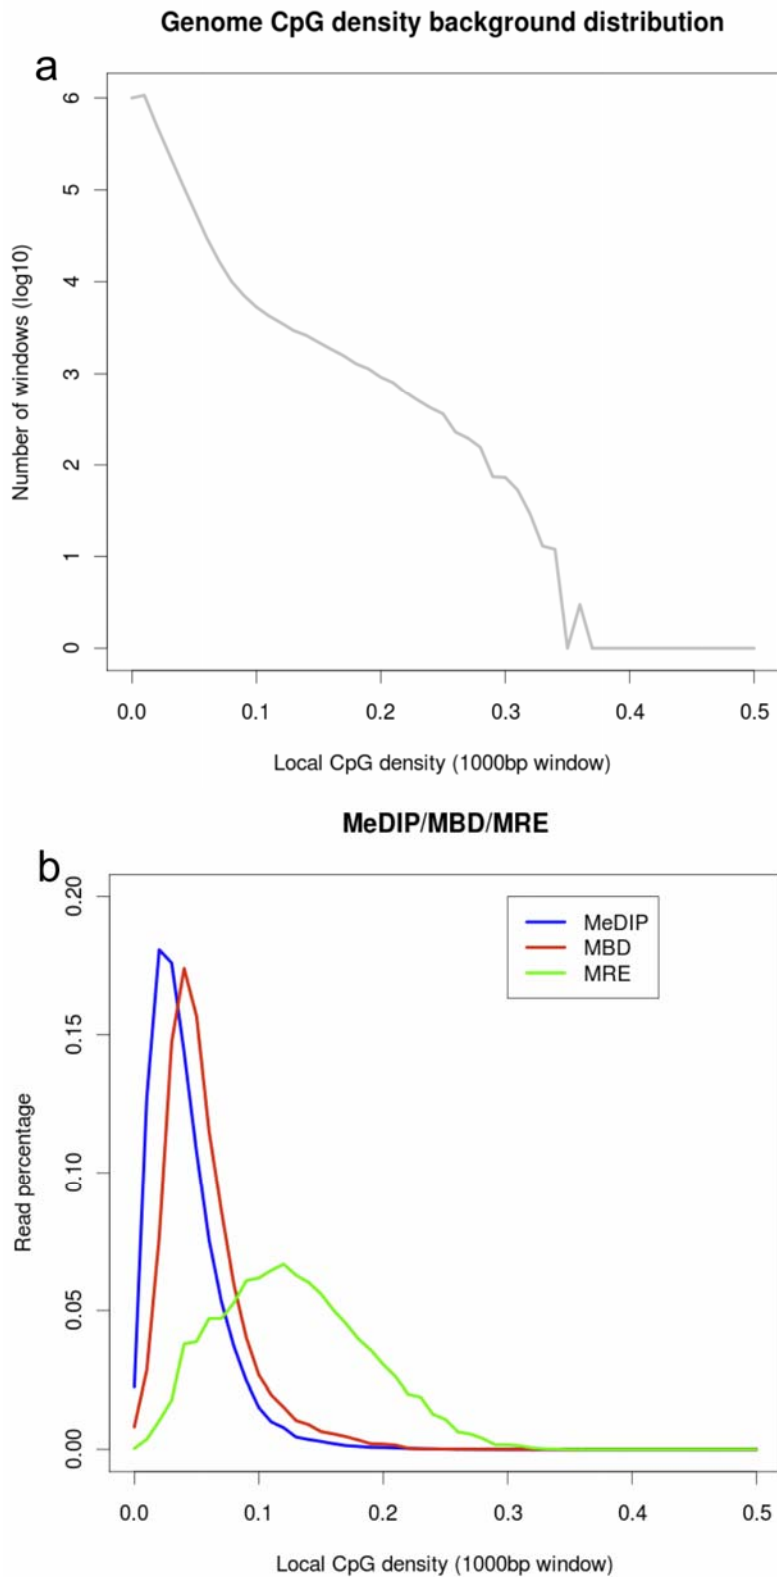 Genome CpG density background distribution
a
6
5
4
3
2
1
0
Number of windows (log10)
0.0 0.1 0.2 0.3 0.4 0.5
Local CpG density (1000bp window)
MeDIP/MBD/MRE
b
0.20
0.15
0.10
0.05
0.00
Read percentage
MeDIP
MBD
MRE
0.0 0.1 0.2 0.3 0.4 0.5
Local CpG density (1000bp window)